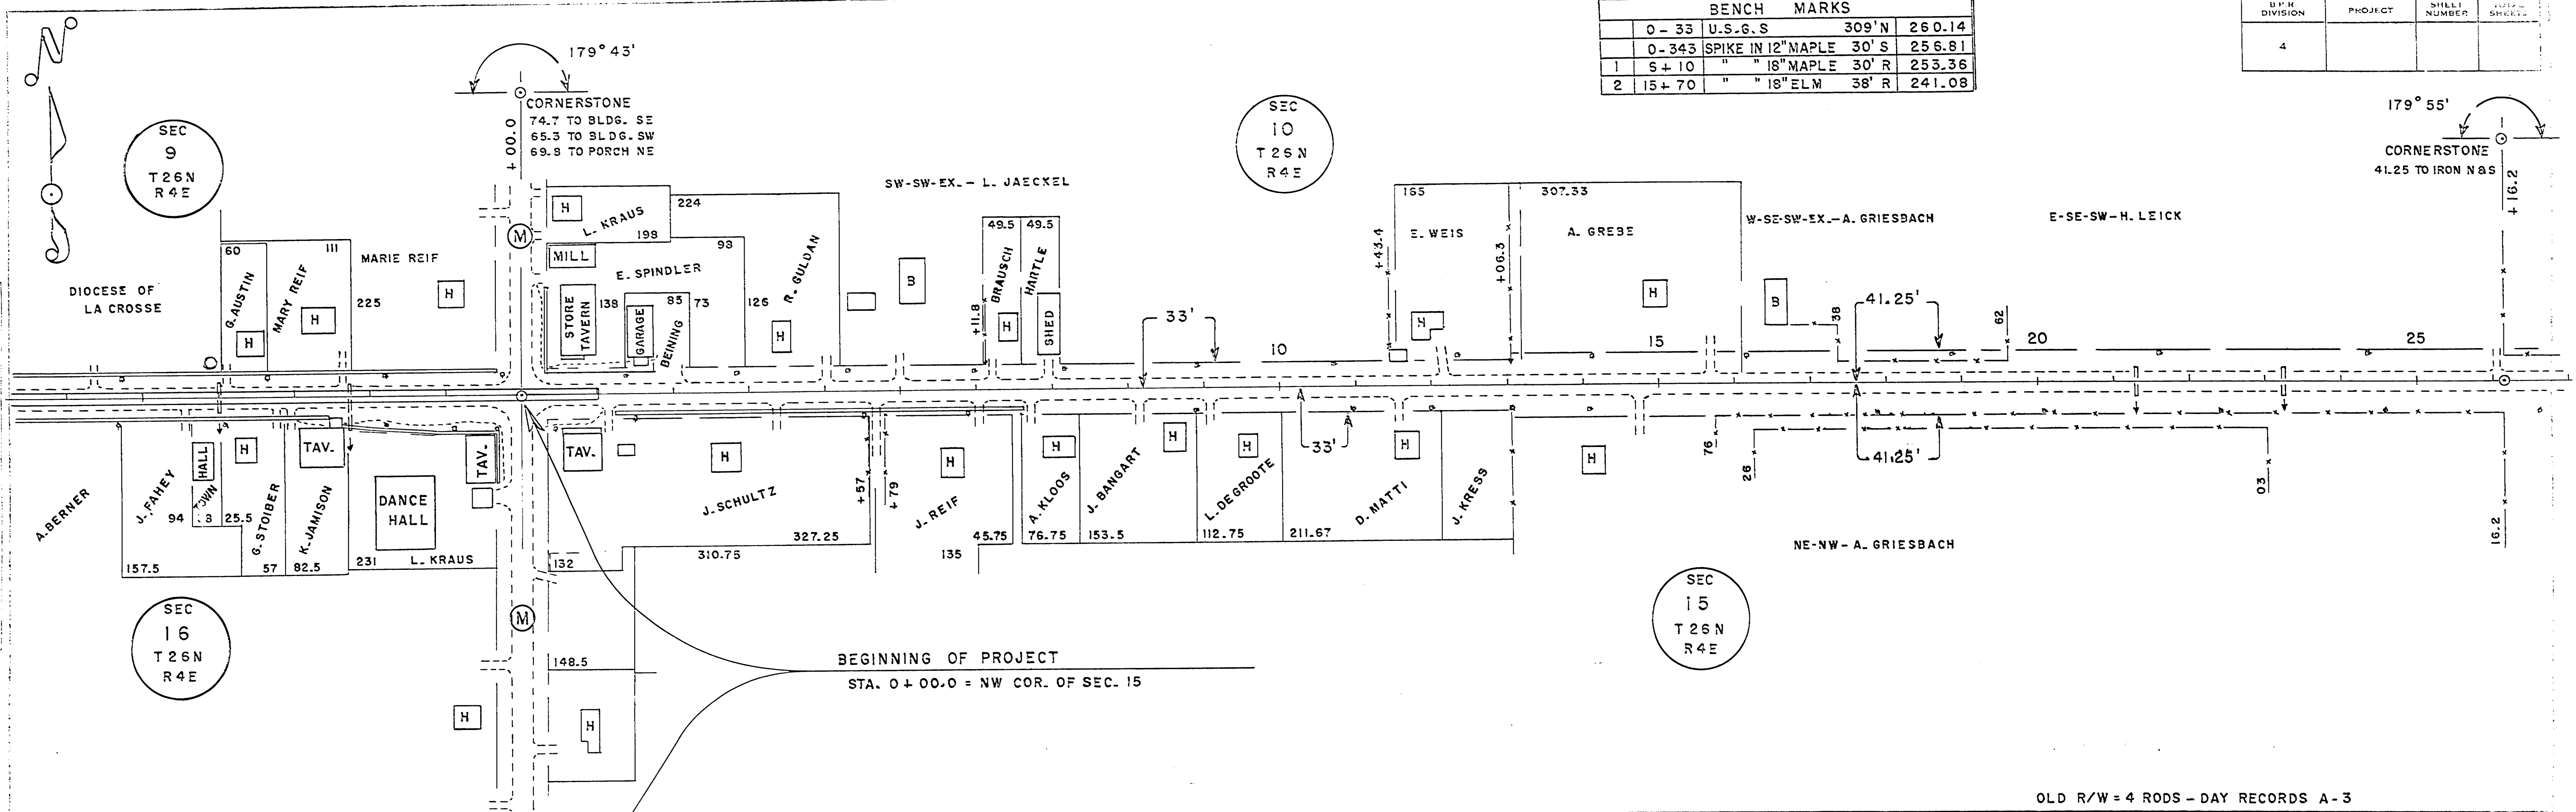 N
179°43'
CORNERSTONE
74.7 TO BLDG. SE
65.3 TO BLDG. SW
69.8 TO PORCH NE
+00.0
BENCH MARKS
0-33 U.S.G.S 309'N 260.14
0-343 SPIKE IN 12" MAPLE 30' S 256.81
1 5+10 " " 18" MAPLE 30' R 253.36
2 15+70 " " 18" ELM 38' R 241.08
B.P.R DIVISION
PROJECT
SHEET NUMBER
TOTAL SHEETS
4
179°55'
CORNERSTONE
41.25 TO IRON N&S
+16.2
SEC
9
T26N
R4E
SEC
10
T26N
R4E
SW-SW-EX.-L. JAECKEL
W-SE-SW-EX.-A. GRIESBACH
E-SE-SW-H. LEICK
DIOCESE OF
LA CROSSE
60
G. AUSTIN
H
111
MARY REIF
H
MARIE REIF
225
H
M
H
L. KRAUS
198
224
MILL
E. SPINDLER
98
STORE
TAVERN
138
GARAGE
85
BEINING
73
126
R. GULDAN
H
B
49.5
49.5
+11.8
BRAUSCH
HARTLE
H
SHED
33'
10
+43.4
165
E. WEIS
H
+06.3
307.33
A. GREBE
H
15
B
38
41.25'
62
20
25
A. BERNER
J. FAHEY
94
157.5
HALL
TOWN
25.5
H
G. STOIBER
57
TAV.
K. JAMISON
82.5
DANCE
HALL
231
L. KRAUS
TAV.
TAV.
132
H
J. SCHULTZ
327.25
310.75
+57
+79
H
J. REIF
45.75
135
H
A. KLOOS
76.75
J. BANGART
H
153.5
H
L. DE GROOTE
112.75
33'
H
D. MATTI
211.67
J. KRESS
H
76
26
41.25'
03
16.2
NE-NW-A. GRIESBACH
SEC
16
T26N
R4E
SEC
15
T26N
R4E
M
148.5
H
H
BEGINNING OF PROJECT
STA. 0+00.0 = NW COR. OF SEC. 15
OLD R/W = 4 RODS - DAY RECORDS A-3